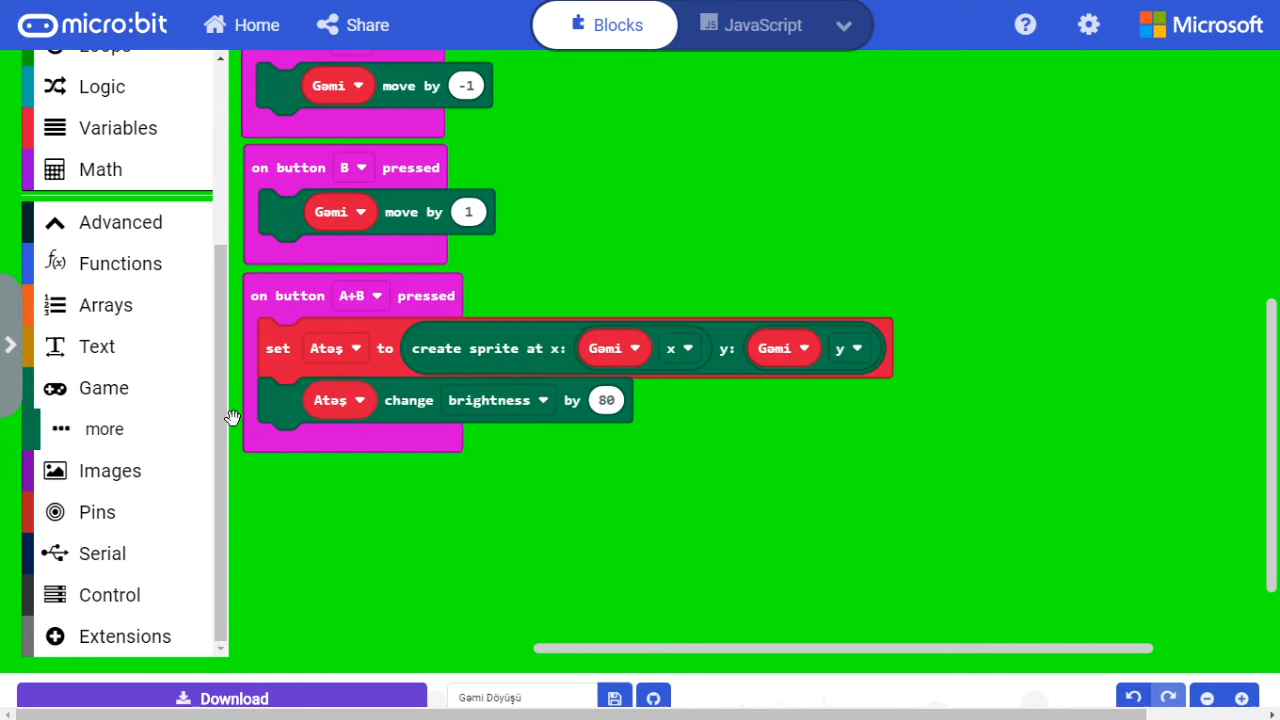 micro:bit Home Share Blocks JS JavaScript ? Microsoft
Loops
Logic
Variables
Math
Advanced
f(x) Functions
Arrays
Text
Game
more
Images
Pins
Serial
Control
Extensions
Gəmi move by -1
on button B pressed
Gəmi move by 1
on button A+B pressed
set Atəş to create sprite at x: Gəmi x y: Gəmi y
Atəş change brightness by 80
Download Gəmi Döyüşü